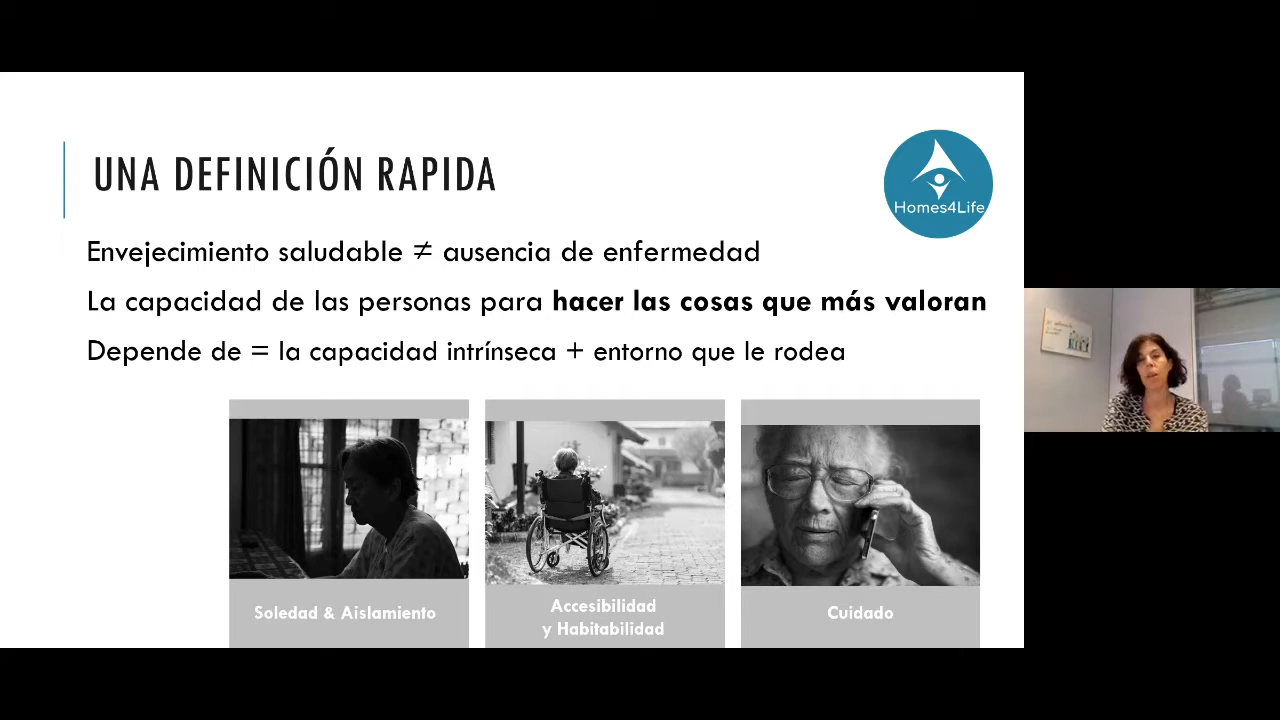 UNA DEFINICIÓN RAPIDA
Homes4Life
Envejecimiento saludable ≠ ausencia de enfermedad
La capacidad de las personas para hacer las cosas que más valoran
Depende de = la capacidad intrínseca + entorno que le rodea
Soledad & Aislamiento
Accesibilidad
y Habitabilidad
Cuidado